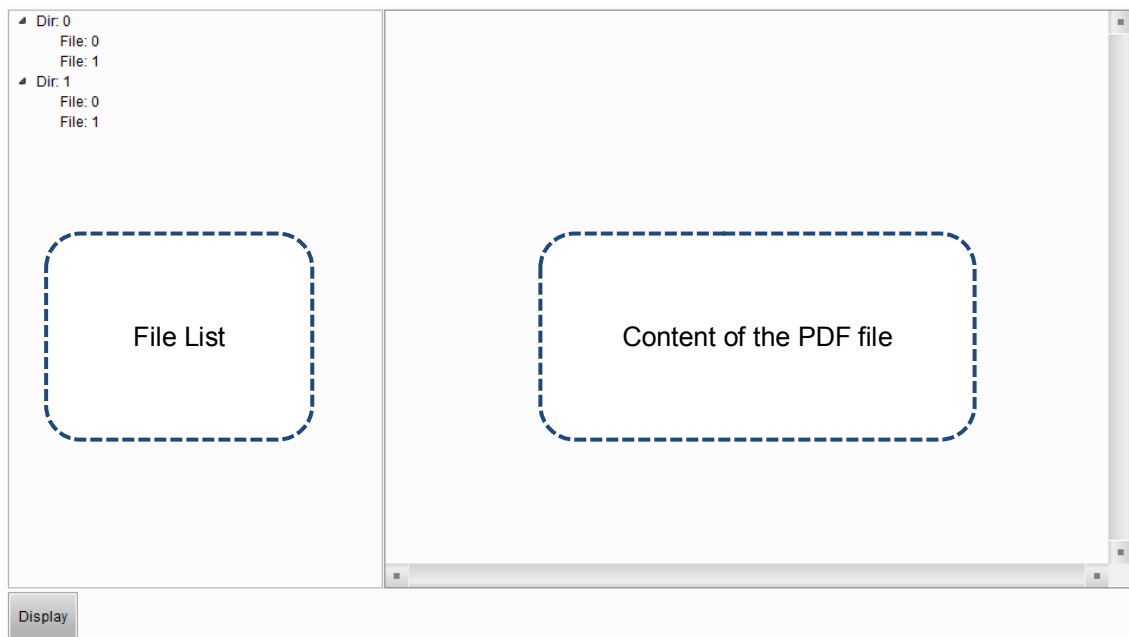 Dir: 0
File: 0
File: 1
Dir: 1
File: 0
File: 1
File List
Content of the PDF file
Display